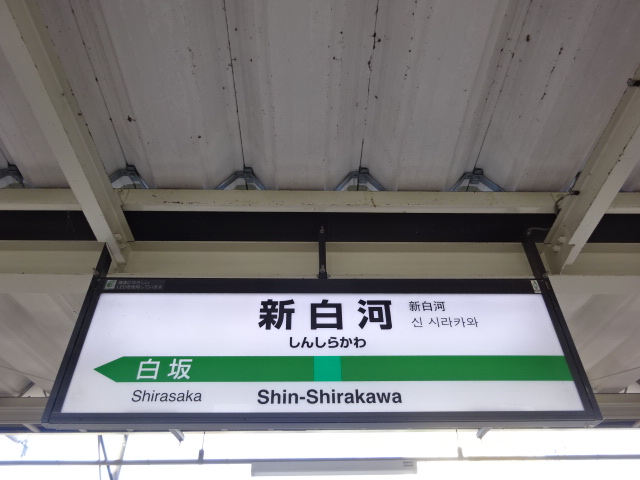 新白河
新白河
신 시라카와
しんしらかわ
白坂
Shirasaka
Shin-Shirakawa